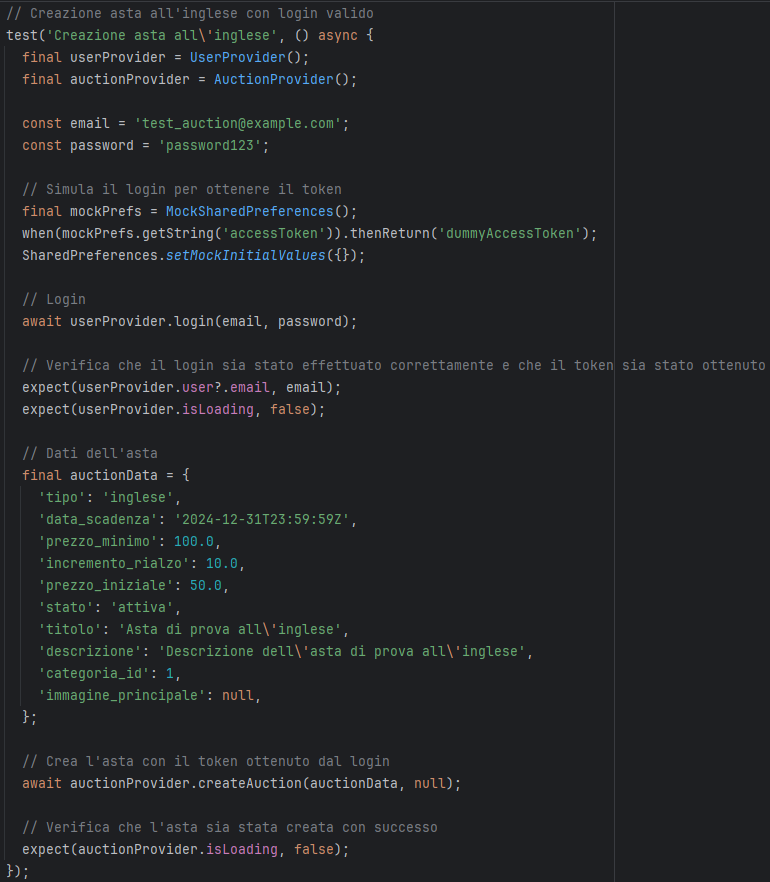 // Creazione asta all'inglese con login valido
test('Creazione asta all\'inglese', () async {
  final userProvider = UserProvider();
  final auctionProvider = AuctionProvider();

  const email = 'test_auction@example.com';
  const password = 'password123';

  // Simula il login per ottenere il token
  final mockPrefs = MockSharedPreferences();
  when(mockPrefs.getString('accessToken')).thenReturn('dummyAccessToken');
  SharedPreferences.setMockInitialValues({});

  // Login
  await userProvider.login(email, password);

  // Verifica che il login sia stato effettuato correttamente e che il token sia stato ottenuto
  expect(userProvider.user?.email, email);
  expect(userProvider.isLoading, false);

  // Dati dell'asta
  final auctionData = {
    'tipo': 'inglese',
    'data_scadenza': '2024-12-31T23:59:59Z',
    'prezzo_minimo': 100.0,
    'incremento_rialzo': 10.0,
    'prezzo_iniziale': 50.0,
    'stato': 'attiva',
    'titolo': 'Asta di prova all\'inglese',
    'descrizione': 'Descrizione dell\'asta di prova all\'inglese',
    'categoria_id': 1,
    'immagine_principale': null,
  };

  // Crea l'asta con il token ottenuto dal login
  await auctionProvider.createAuction(auctionData, null);

  // Verifica che l'asta sia stata creata con successo
  expect(auctionProvider.isLoading, false);
});